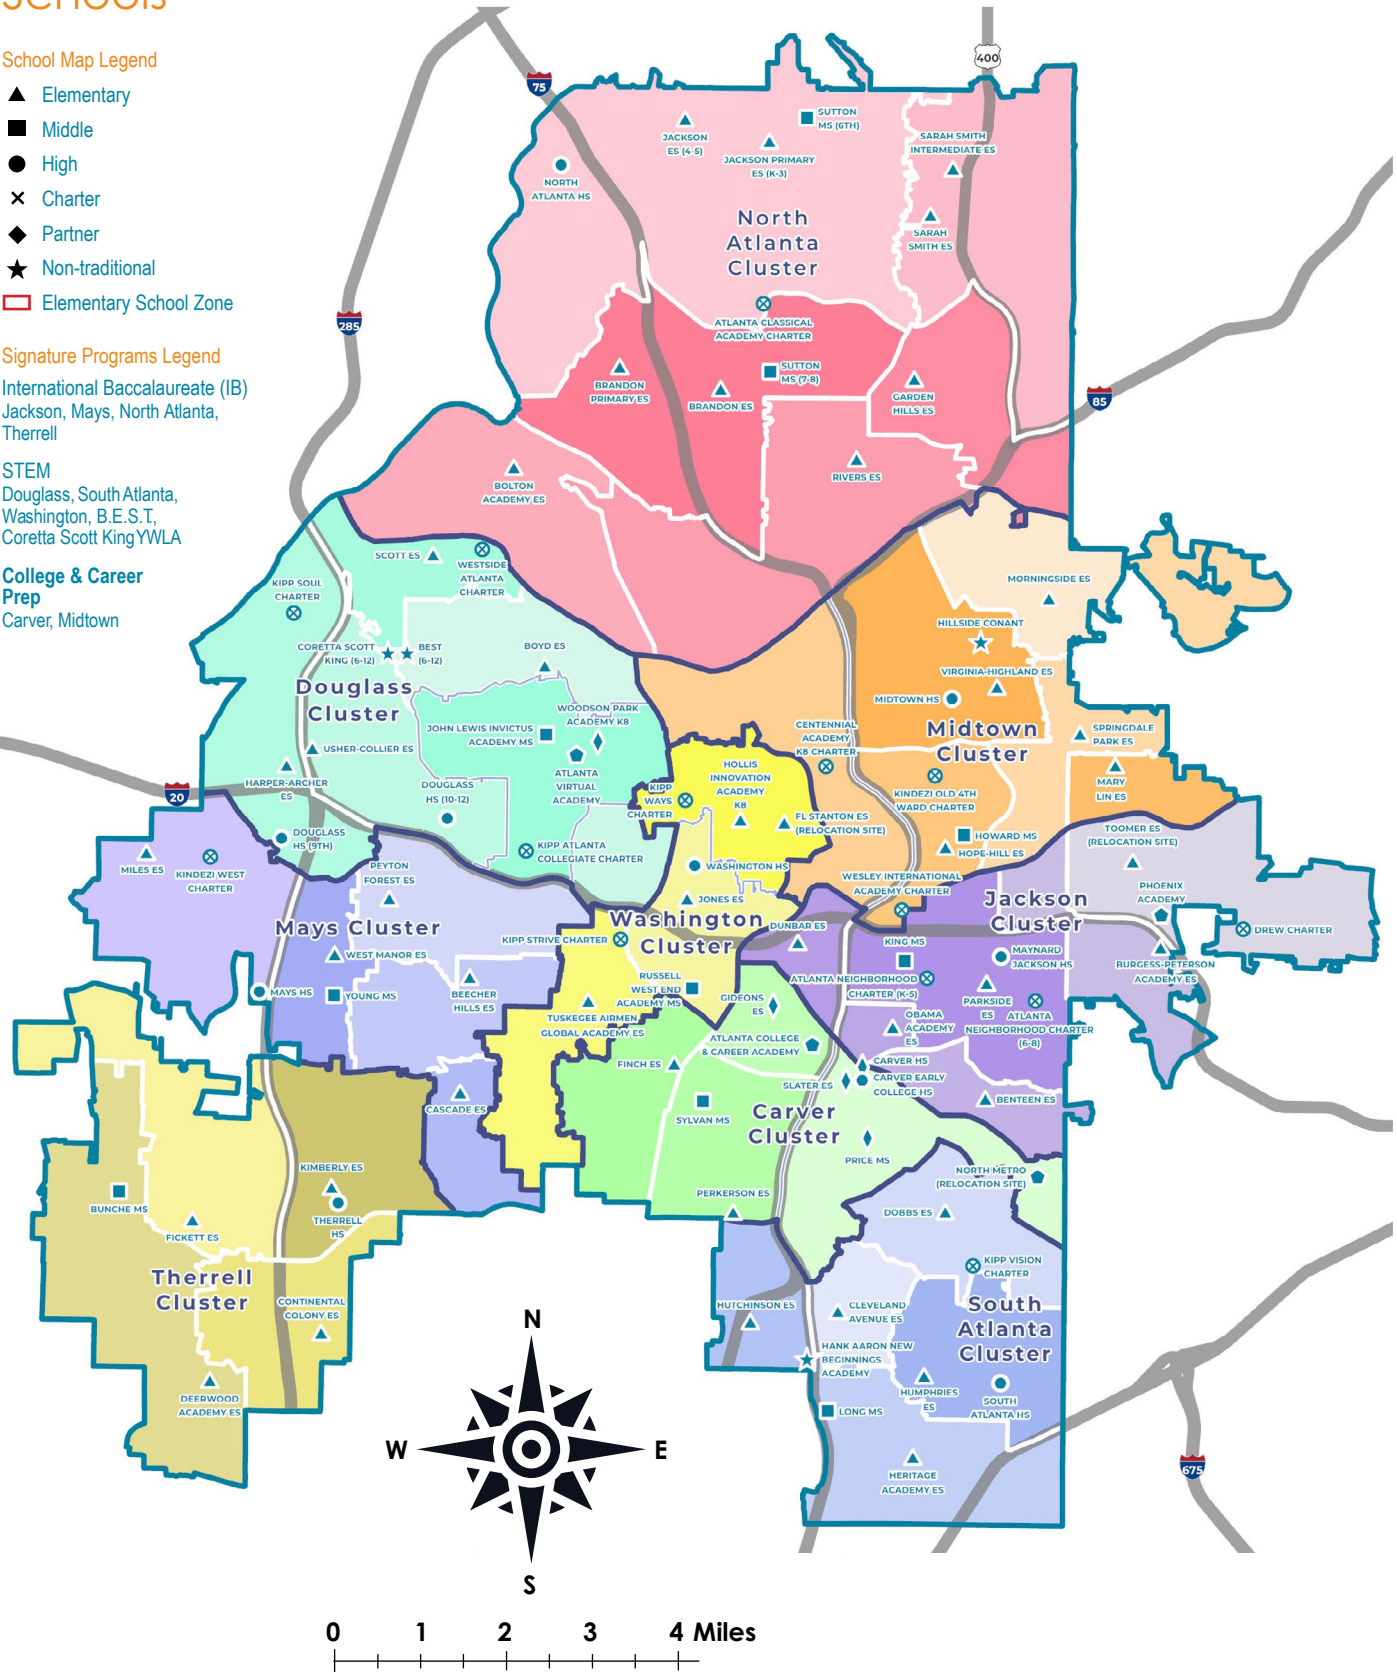 SCHOOLS
School Map Legend
Elementary
Middle
High
Charter
Partner
Non-traditional
Elementary School Zone
Signature Programs Legend
International Baccalaureate (IB)
Jackson, Mays, North Atlanta,
Therrell
STEM
Douglass, South Atlanta,
Washington, B.E.S.T.,
Coretta Scott King YWLA
College & Career
Prep
Carver, Midtown
75
400
285
85
20
675
JACKSON
ES (4-5)
SUTTON
MS (6TH)
JACKSON PRIMARY
ES (K-3)
SARAH SMITH
INTERMEDIATE ES
NORTH
ATLANTA HS
SARAH
SMITH ES
North
Atlanta
Cluster
ATLANTA CLASSICAL
ACADEMY CHARTER
BRANDON
PRIMARY ES
BRANDON ES
SUTTON
MS (7-8)
GARDEN
HILLS ES
RIVERS ES
BOLTON
ACADEMY ES
SCOTT ES
WESTSIDE
ATLANTA
CHARTER
KIPP SOUL
CHARTER
CORETTA SCOTT
KING (6-12)
BEST
(6-12)
BOYD ES
Douglass
Cluster
JOHN LEWIS INVICTUS
ACADEMY MS
WOODSON PARK
ACADEMY K8
USHER-COLLIER ES
HARPER-ARCHER
ES
DOUGLASS
HS (10-12)
ATLANTA
VIRTUAL
ACADEMY
DOUGLASS
HS (9TH)
KIPP ATLANTA
COLLEGIATE CHARTER
MORNINGSIDE ES
HILLSIDE CONANT
VIRGINIA-HIGHLAND ES
MIDTOWN HS
Midtown
Cluster
CENTENNIAL
ACADEMY
K8 CHARTER
SPRINGDALE
PARK ES
MARY
LIN ES
KINDEZI OLD 4TH
WARD CHARTER
HOWARD MS
HOPE-HILL ES
WESLEY INTERNATIONAL
ACADEMY CHARTER
HOLLIS
INNOVATION
ACADEMY
K8
KIPP
WAYS
CHARTER
FL STANTON ES
(RELOCATION SITE)
WASHINGTON HS
JONES ES
Washington
Cluster
KIPP STRIVE CHARTER
RUSSELL
WEST END
ACADEMY MS
TUSKEGEE AIRMEN
GLOBAL ACADEMY ES
MILES ES
KINDEZI WEST
CHARTER
PEYTON
FOREST ES
Mays Cluster
WEST MANOR ES
MAYS HS
YOUNG MS
BEECHER
HILLS ES
CASCADE ES
TOOMER ES
(RELOCATION SITE)
Jackson
Cluster
PHOENIX
ACADEMY
DREW CHARTER
BURGESS-PETERSON
ACADEMY ES
DUNBAR ES
KING MS
MAYNARD
JACKSON HS
ATLANTA NEIGHBORHOOD
CHARTER (K-5)
PARKSIDE
ES
ATLANTA
NEIGHBORHOOD CHARTER
(6-8)
OBAMA
ACADEMY
ES
BENTEEN ES
GIDEONS
ES
ATLANTA COLLEGE
& CAREER ACADEMY
FINCH ES
CARVER HS
CARVER EARLY
COLLEGE HS
SLATER ES
SYLVAN MS
Carver
Cluster
PRICE MS
PERKERSON ES
NORTH METRO
(RELOCATION SITE)
DOBBS ES
KIPP VISION
CHARTER
HUTCHINSON ES
CLEVELAND
AVENUE ES
South
Atlanta
Cluster
HANK AARON NEW
BEGINNINGS
ACADEMY
HUMPHRIES
ES
SOUTH
ATLANTA HS
LONG MS
HERITAGE
ACADEMY ES
KIMBERLY ES
BUNCHE MS
FICKETT ES
THERRELL
HS
Therrell
Cluster
CONTINENTAL
COLONY ES
DEERWOOD
ACADEMY ES
N
W
E
S
0 1 2 3 4 Miles